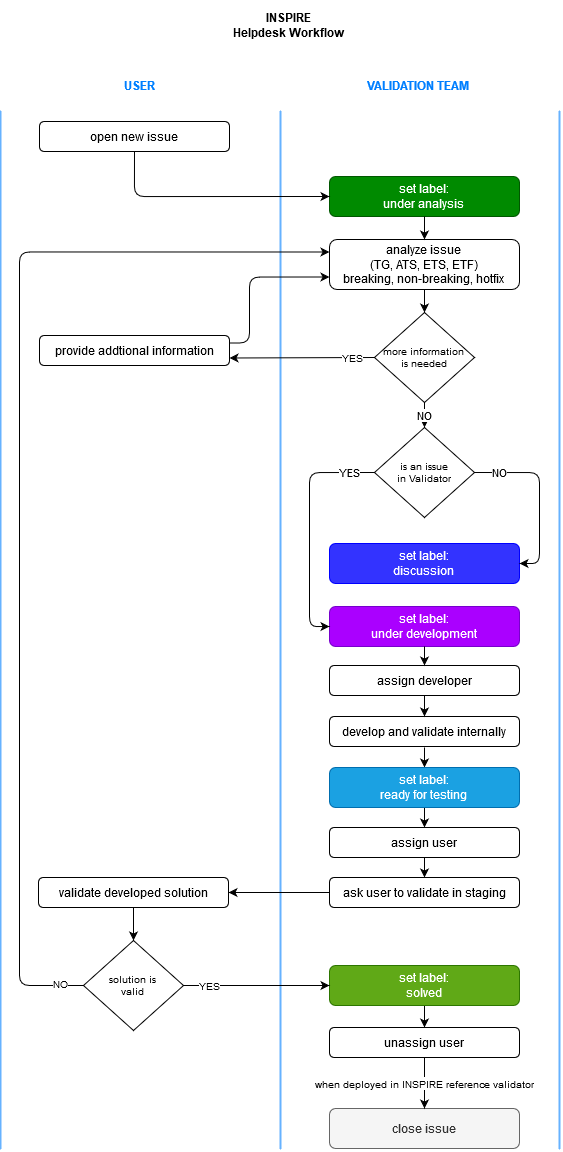 INSPIRE
Helpdesk Workflow
USER
VALIDATION TEAM
open new issue
set label:
under analysis
analyze issue
(TG, ATS, ETS, ETF)
breaking, non-breaking, hotfix
provide addtional information
YES
more information
is needed
NO
YES
is an issue
in Validator
NO
set label:
discussion
set label:
under development
assign developer
develop and validate internally
set label:
ready for testing
assign user
validate developed solution
ask user to validate in staging
NO
solution is
valid
YES
set label:
solved
unassign user
when deployed in INSPIRE reference validator
close issue